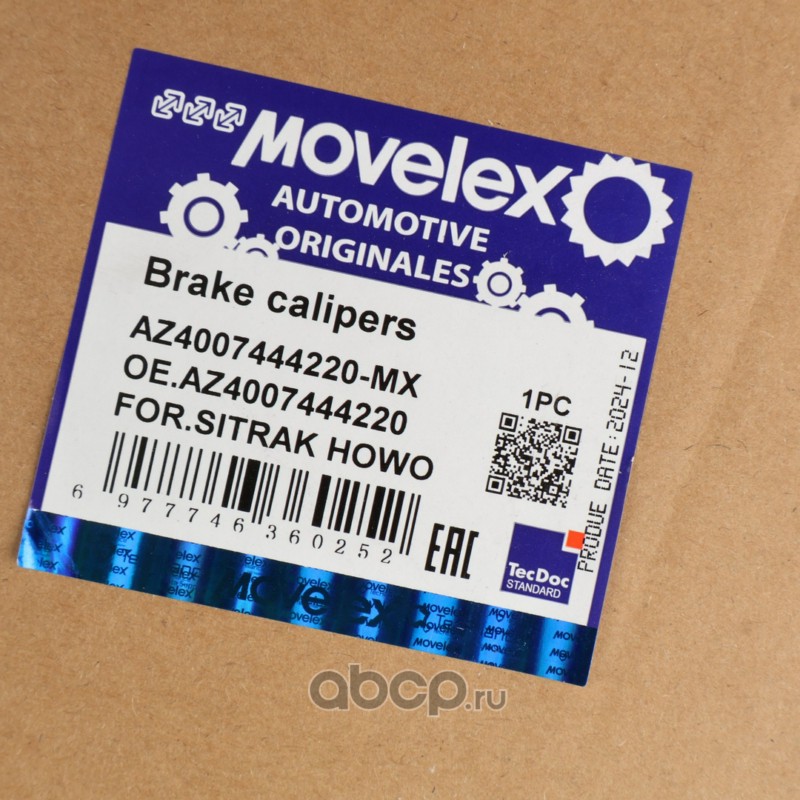 MOVELEX
AUTOMOTIVE
ORIGINALES
Brake calipers
AZ4007444220-MX
OE.AZ4007444220
FOR.SITRAK HOWO
1PC
PRODUE DATE:2024-12
6 977746 360252
EAC
TecDoc
STANDARD
MOVELEX
abcp.ru